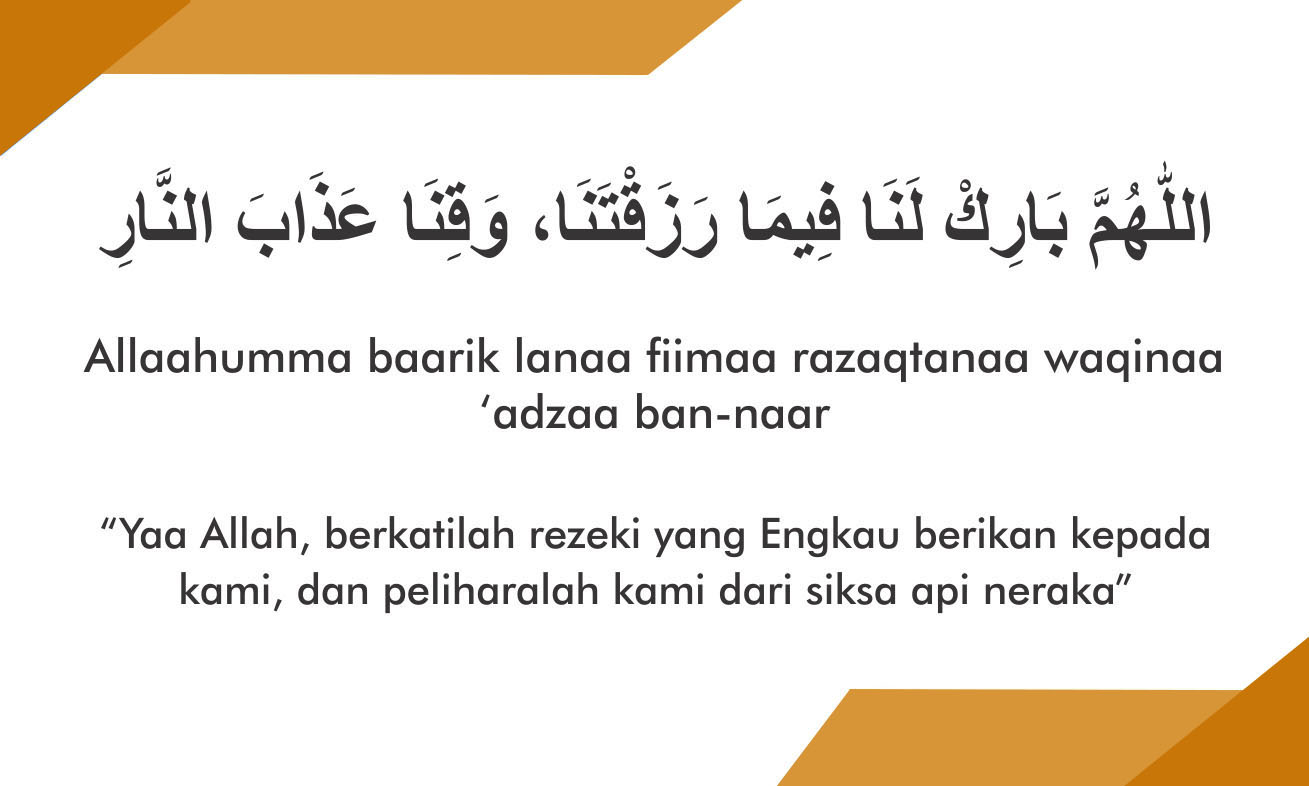 اللّٰهُمَّ بَارِكْ لَنَا فِيمَا رَزَقْتَنَا، وَقِنَا عَذَابَ النَّارِ
Allaahumma baarik lanaa fiimaa razaqtanaa waqinaa
‘adzaa ban-naar
“Yaa Allah, berkatilah rezeki yang Engkau berikan kepada
kami, dan peliharalah kami dari siksa api neraka”